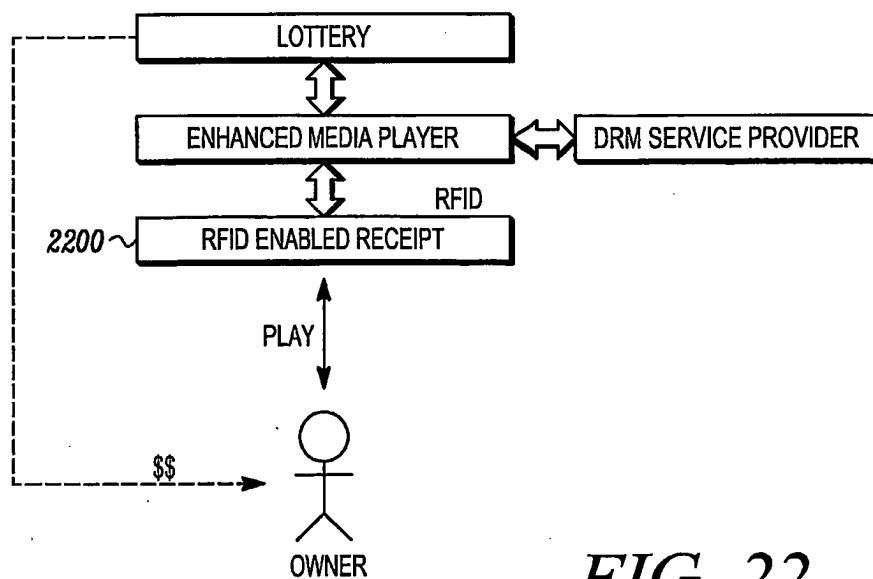 LOTTERY
ENHANCED MEDIA PLAYER
DRM SERVICE PROVIDER
RFID
2200
RFID ENABLED RECEIPT
PLAY
$$
OWNER
FIG. 22